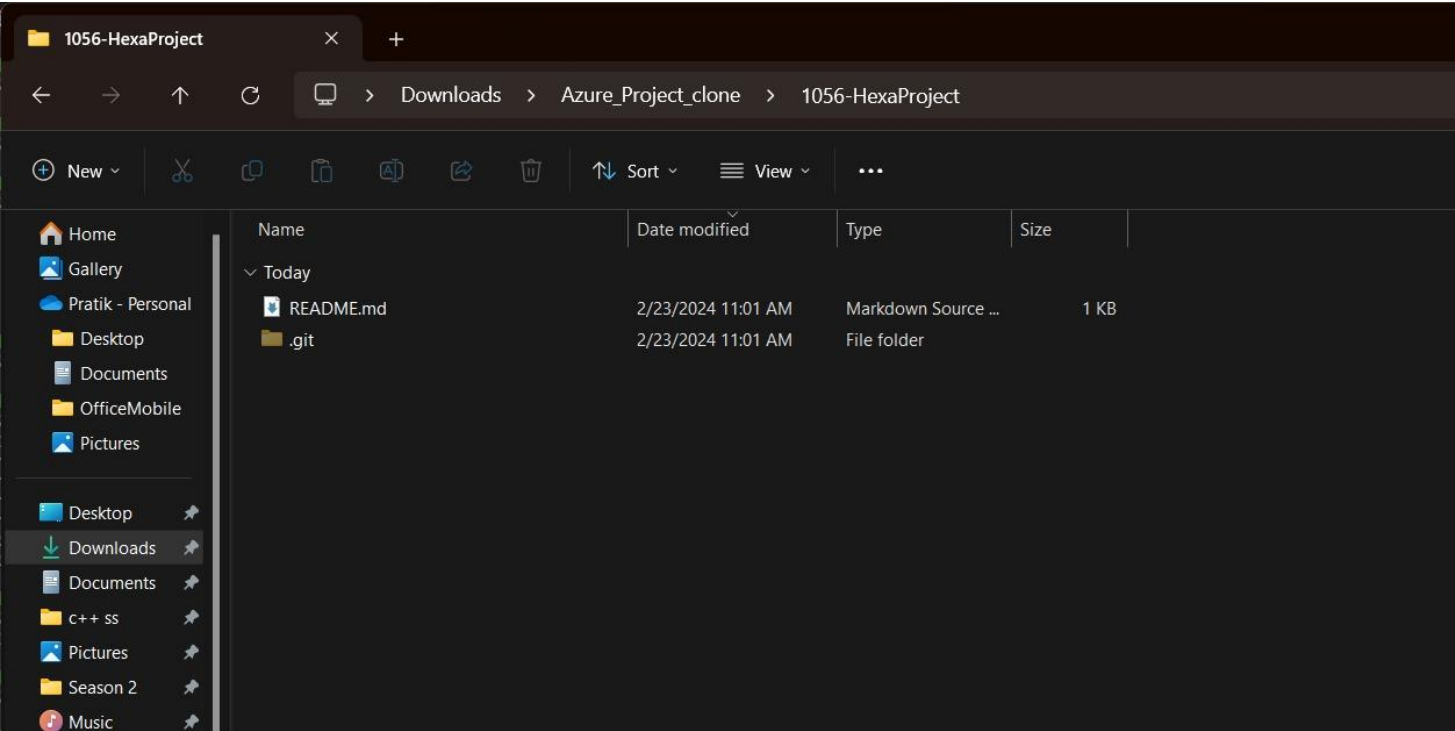 1056-HexaProject
Downloads > Azure_Project_clone > 1056-HexaProject
New Sort View
Name Date modified Type Size
Today
README.md 2/23/2024 11:01 AM Markdown Source ... 1 KB
.git 2/23/2024 11:01 AM File folder
Home
Gallery
Pratik - Personal
Desktop
Documents
OfficeMobile
Pictures
Desktop
Downloads
Documents
c++ ss
Pictures
Season 2
Music